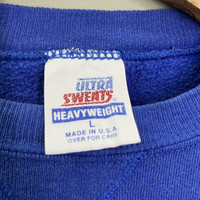 ULTRA
SWEATS
HEAVYWEIGHT
L
MADE IN U.S.A.
OVER FOR CARE